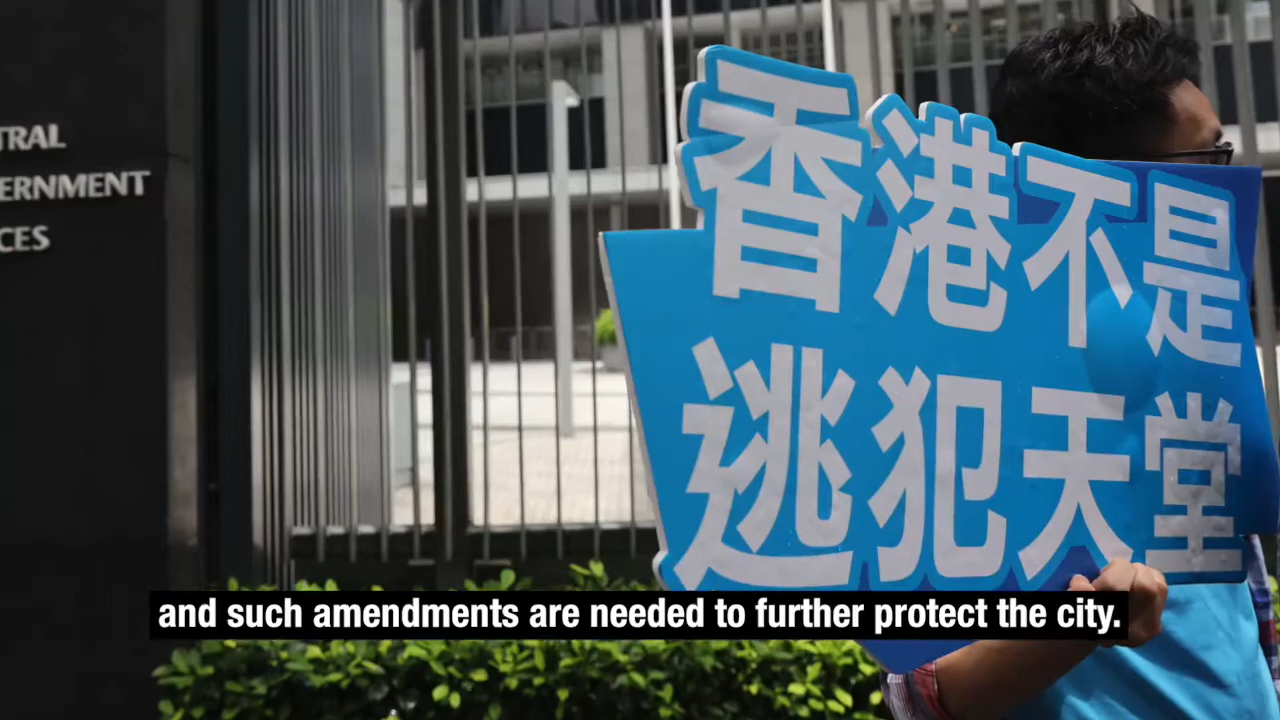 TRAL
ERNMENT
CES
香港不是
逃犯天堂
and such amendments are needed to further protect the city.